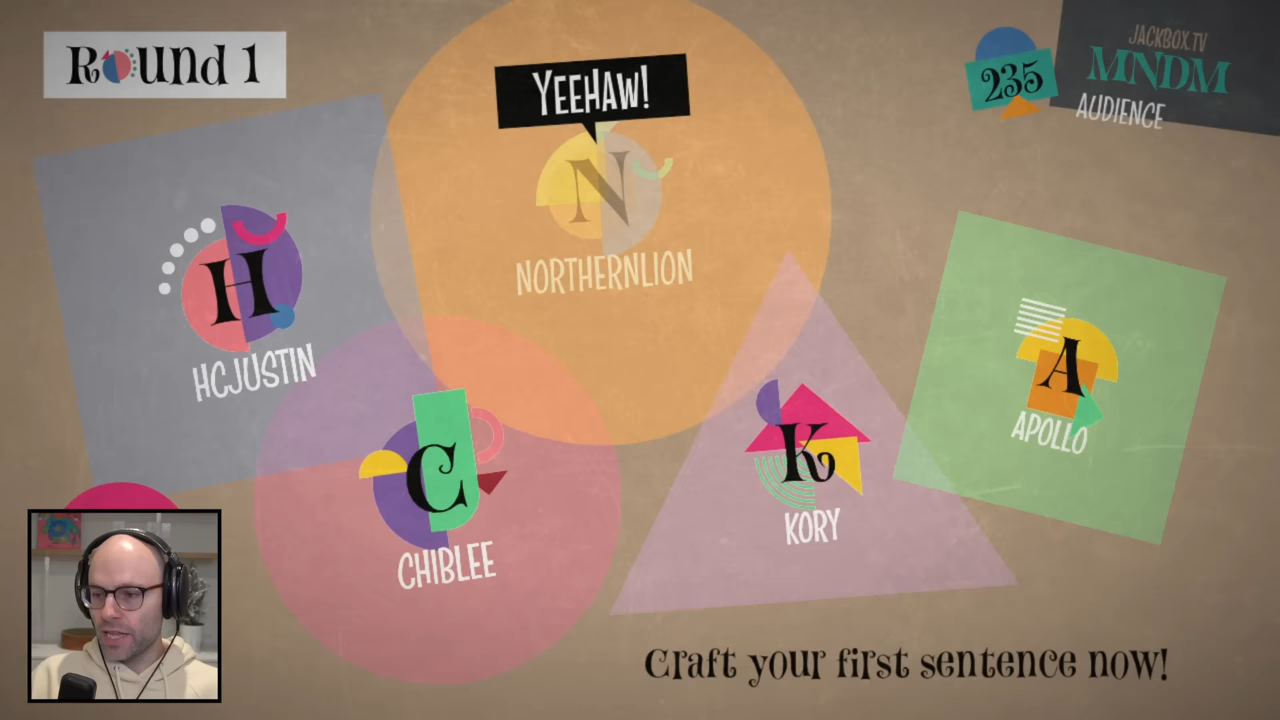 Round 1
YEEHAW!
N
NORTHERNLION
235
JACKBOX.TV
MNDM
AUDIENCE
H
HCJUSTIN
C
CHIBLEE
K
KORY
A
APOLLO
Craft your first sentence now!